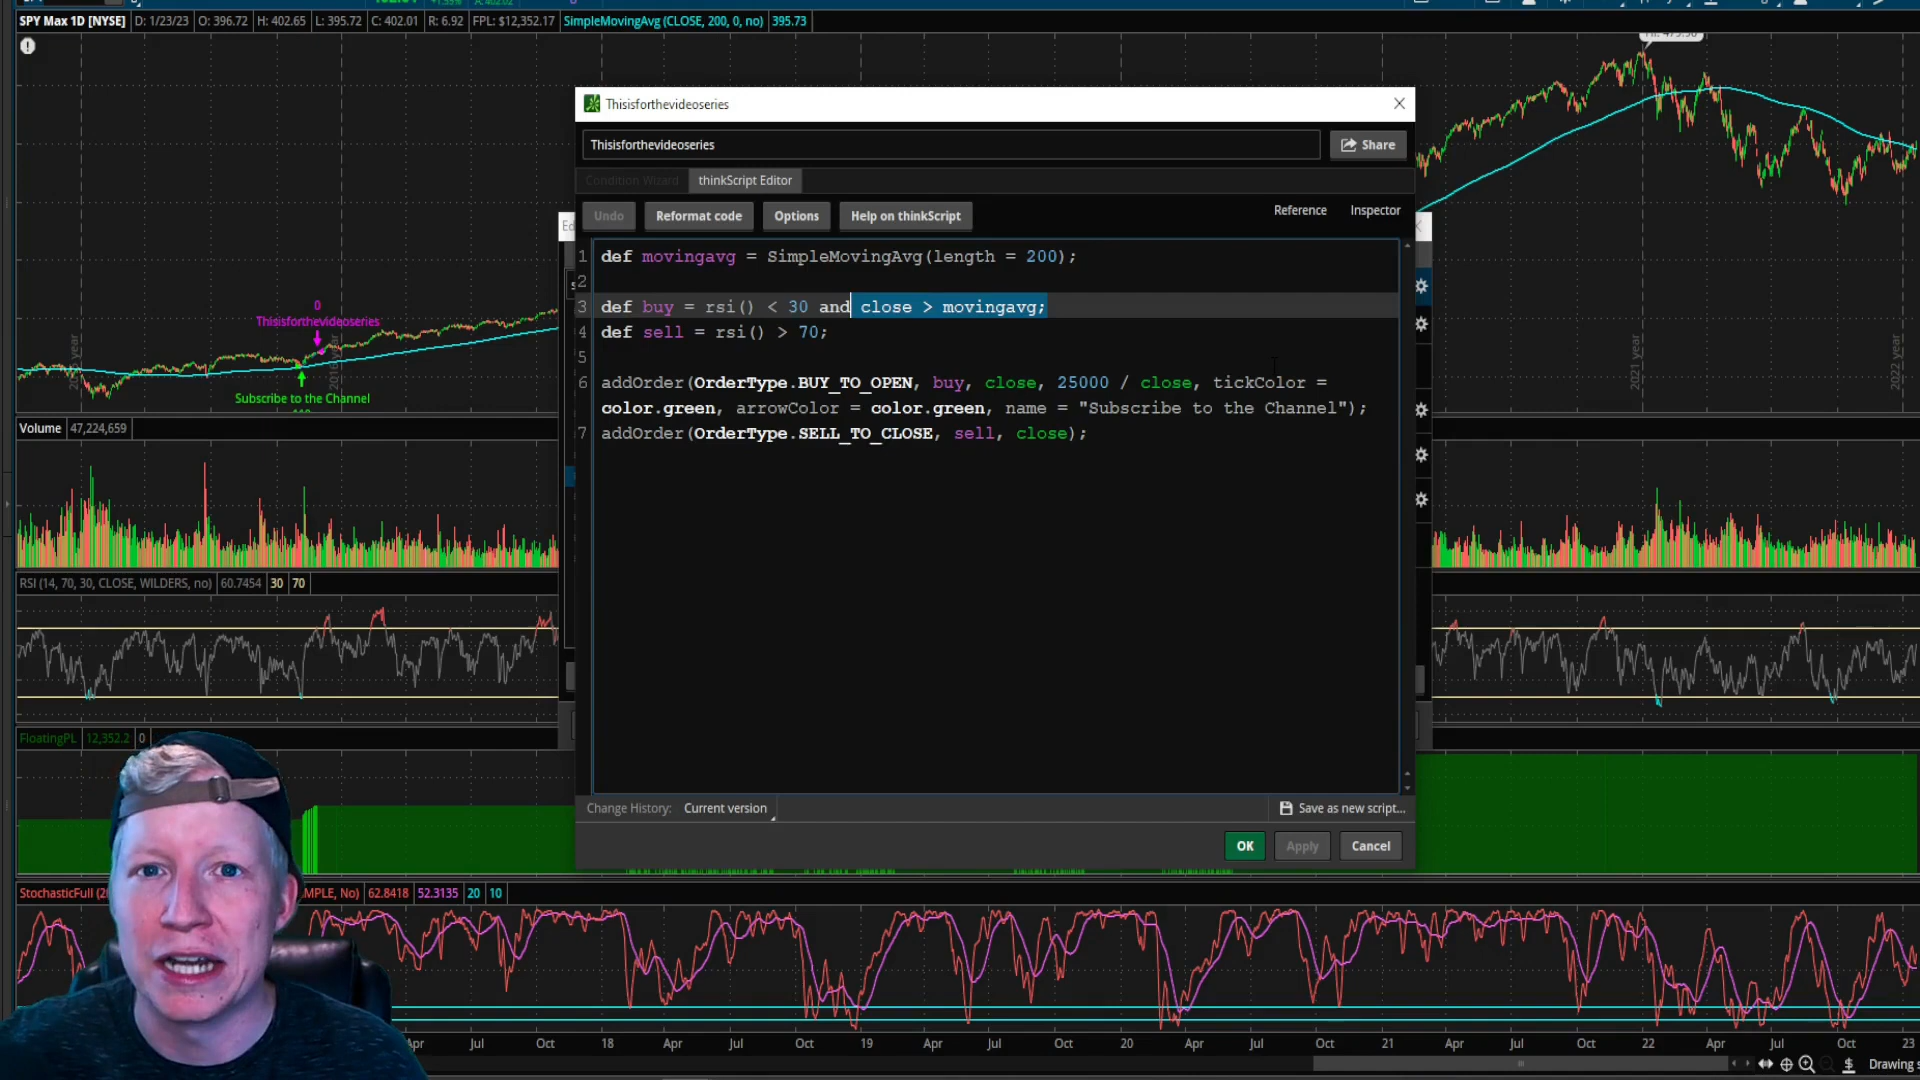 SPY Max 1D [NYSE] D: 1/23/23 O: 396.72 H: 402.65 L: 395.72 C: 402.01 R: 6.92 FPL: $12,352.17 SimpleMovingAvg (CLOSE, 200, 0, no) 395.73
Thisisforthevideoseries
Thisisforthevideoseries
Share
Condition Wizard
thinkScript Editor
Undo
Reformat code
Options
Help on thinkScript
Reference
Inspector
1 def movingavg = SimpleMovingAvg(length = 200);
2
3 def buy = rsi() < 30 and close > movingavg;
4 def sell = rsi() > 70;
5
6 addOrder(OrderType.BUY_TO_OPEN, buy, close, 25000 / close, tickColor =
color.green, arrowColor = color.green, name = "Subscribe to the Channel");
7 addOrder(OrderType.SELL_TO_CLOSE, sell, close);
0
Thisisforthevideoseries
Subscribe to the Channel
2021 year
2022 year
Volume 47,224,659
RSI (14, 70, 30, CLOSE, WILDERS, no) 60.7454 30 70
FloatingPL 12,352.2 0
Change History: Current version
Save as new script...
OK
Apply
Cancel
StochasticFull
MPLE, No) 62.8418 52.3135 20 10
Apr Jul Oct 18 Apr Jul Oct 19 Apr Jul Oct 20 Apr Jul Oct 21 Apr Jul Oct 22 Apr Jul Oct 23
Drawing